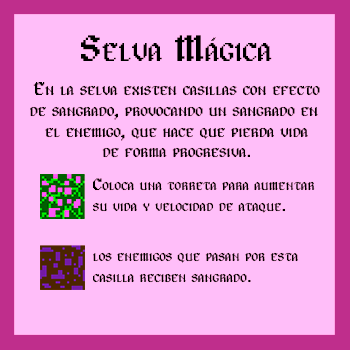 Selva Mágica
En la selva existen casillas con efecto
de sangrado, provocando un sangrado en
el enemigo, que hace que pierda vida
de forma progresiva.
Coloca una torreta para aumentar
su vida y velocidad de ataque.
los enemigos que pasan por esta
casilla reciben sangrado.